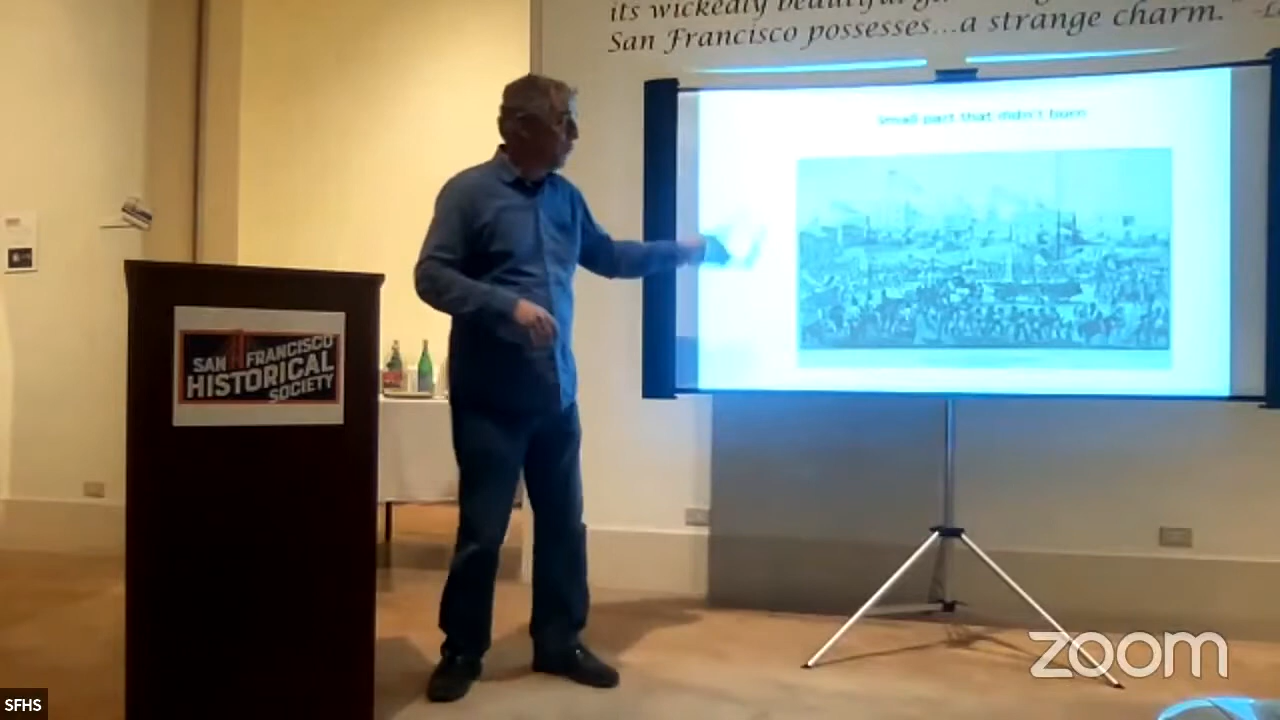 its wickedly beautiful
San Francisco possesses...a strange charm."
small part that didn't burn
SAN FRANCISCO
HISTORICAL
SOCIETY
zoom
SFHS